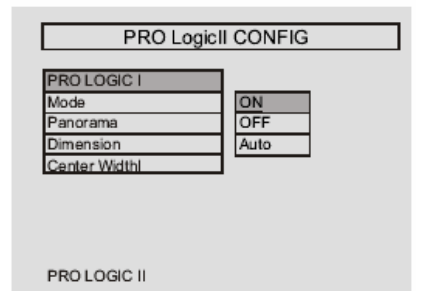 PRO LogicII CONFIG
PRO LOGIC I
Mode
ON
Panorama
OFF
Dimension
Auto
Center Widthl
PRO LOGIC II